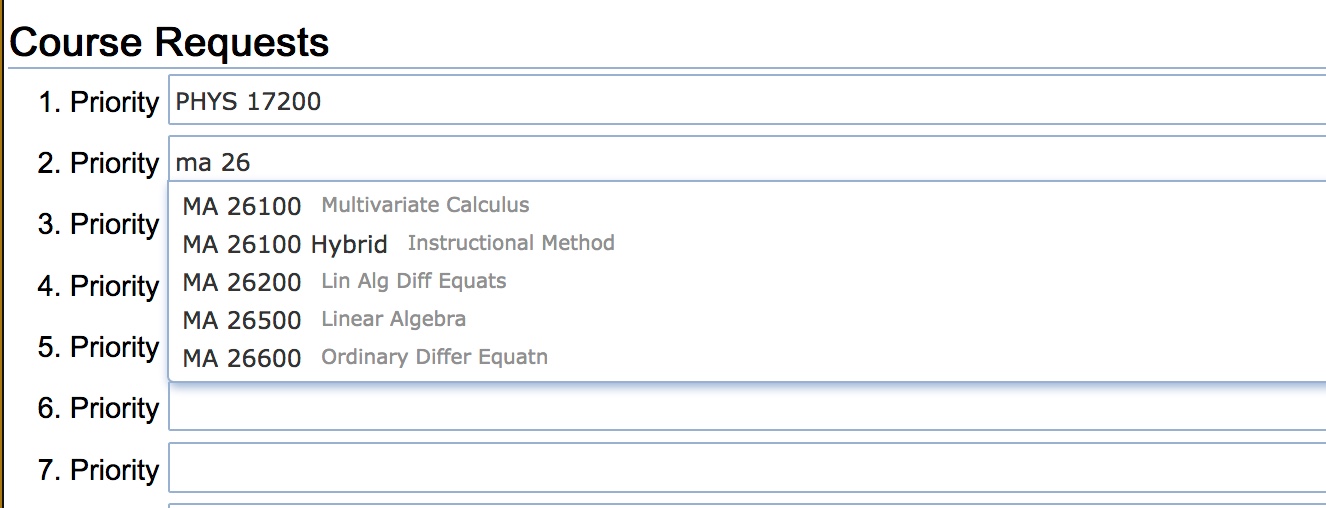 Course Requests
1. Priority PHYS 17200
2. Priority ma 26
MA 26100 Multivariate Calculus
3. Priority
MA 26100 Hybrid Instructional Method
4. Priority
MA 26200 Lin Alg Diff Equats
MA 26500 Linear Algebra
5. Priority
MA 26600 Ordinary Differ Equatn
6. Priority
7. Priority